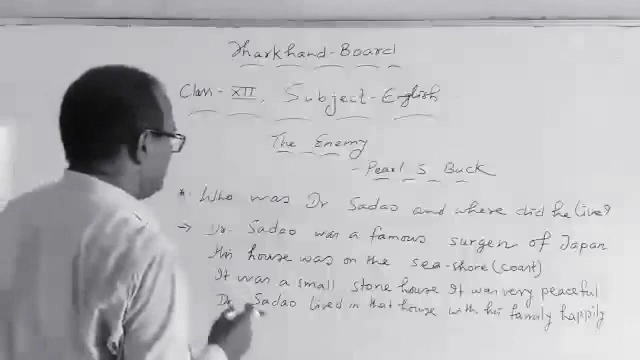 Jharkhand-Board
Class-XII, Subject-English
The Enemy
- Pearl S Buck
* Who was Dr Sadao and where did he live?
→ Dr. Sadao was a famous surgen of Japan
His house was on the sea-shore (coast)
It was a small stone house It was very peaceful
Dr Sadao lived in that house with his family happily